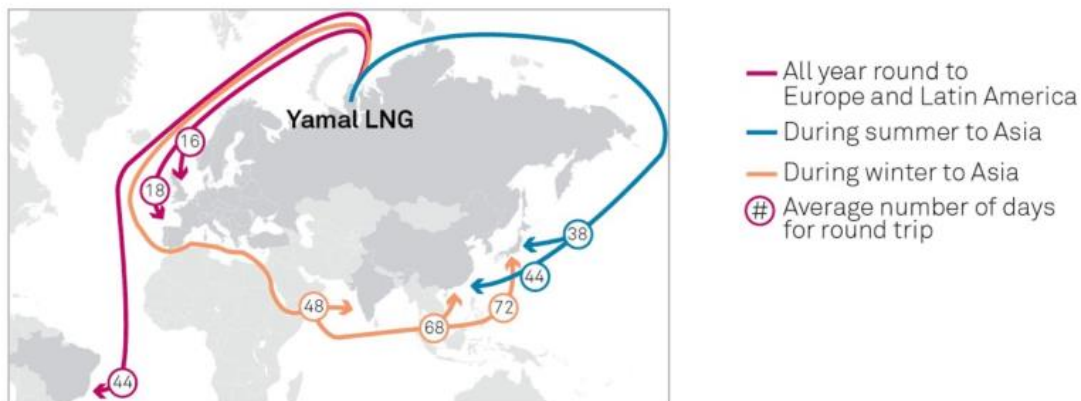 Yamal LNG
16
18
38
44
48
72
68
44
All year round to
Europe and Latin America
During summer to Asia
During winter to Asia
# Average number of days
for round trip